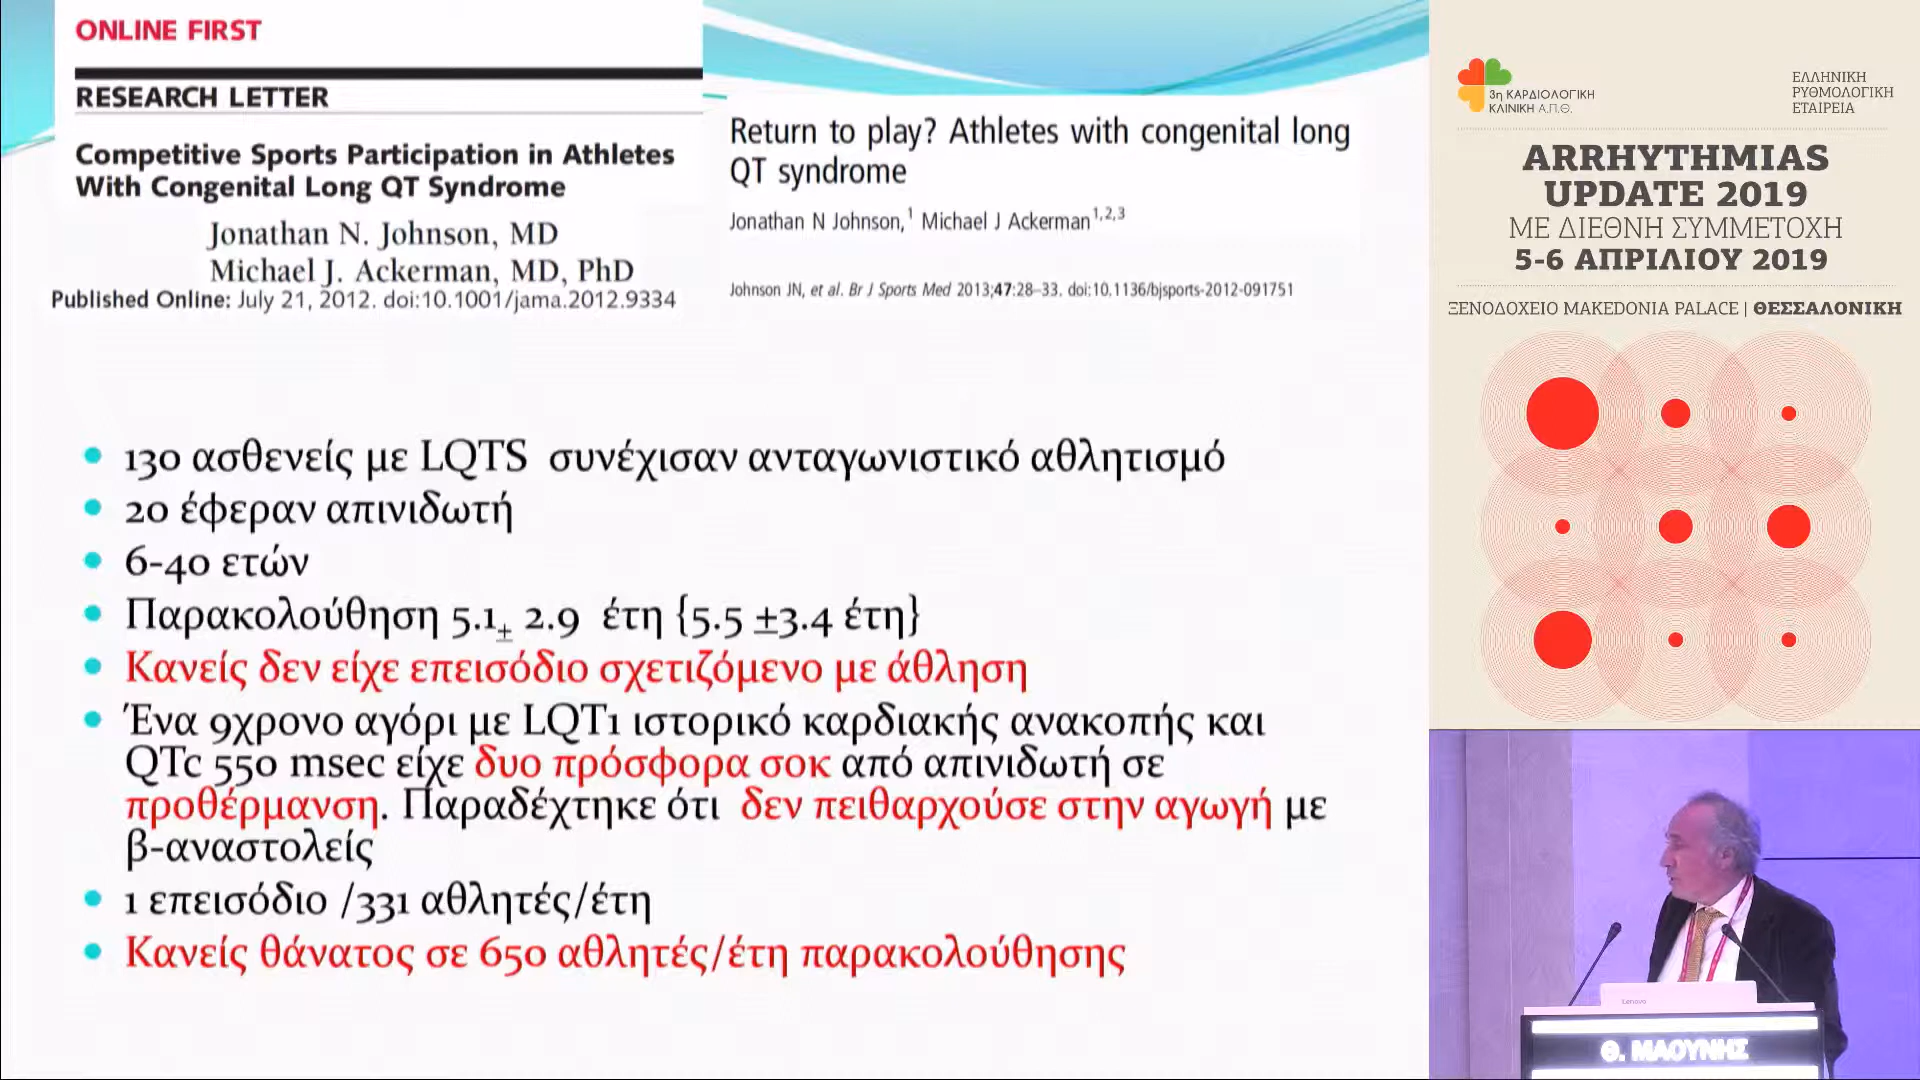 ONLINE FIRST
RESEARCH LETTER
Competitive Sports Participation in Athletes
With Congenital Long QT Syndrome
Jonathan N. Johnson, MD
Michael J. Ackerman, MD, PhD
Published Online: July 21, 2012. doi:10.1001/jama.2012.9334
Return to play? Athletes with congenital long
QT syndrome
Jonathan N Johnson,1 Michael J Ackerman1,2,3
Johnson JN, et al. Br J Sports Med 2013;47:28–33. doi:10.1136/bjsports-2012-091751
• 130 ασθενείς με LQTS συνέχισαν ανταγωνιστικό αθλητισμό
• 20 έφεραν απινιδωτή
• 6-40 ετών
• Παρακολούθηση 5.1± 2.9 έτη {5.5 ±3.4 έτη}
• Κανείς δεν είχε επεισόδιο σχετιζόμενο με άθληση
• Ένα 9χρονο αγόρι με LQT1 ιστορικό καρδιακής ανακοπής και
QTc 550 msec είχε δυο πρόσφορα σοκ από απινιδωτή σε
προθέρμανση. Παραδέχτηκε ότι δεν πειθαρχούσε στην αγωγή με
β-αναστολείς
• 1 επεισόδιο /331 αθλητές/έτη
• Κανείς θάνατος σε 650 αθλητές/έτη παρακολούθησης
3η ΚΑΡΔΙΟΛΟΓΙΚΗ
ΚΛΙΝΙΚΗ Α.Π.Θ.
ΕΛΛΗΝΙΚΗ
ΡΥΘΜΟΛΟΓΙΚΗ
ΕΤΑΙΡΕΙΑ
ARRHYTHMIAS
UPDATE 2019
ΜΕ ΔΙΕΘΝΗ ΣΥΜΜΕΤΟΧΗ
5-6 ΑΠΡΙΛΙΟΥ 2019
ΞΕΝΟΔΟΧΕΙΟ MAKEDONIA PALACE | ΘΕΣΣΑΛΟΝΙΚΗ
Lenovo
Θ. ΜΑΟΥΝΗΣ